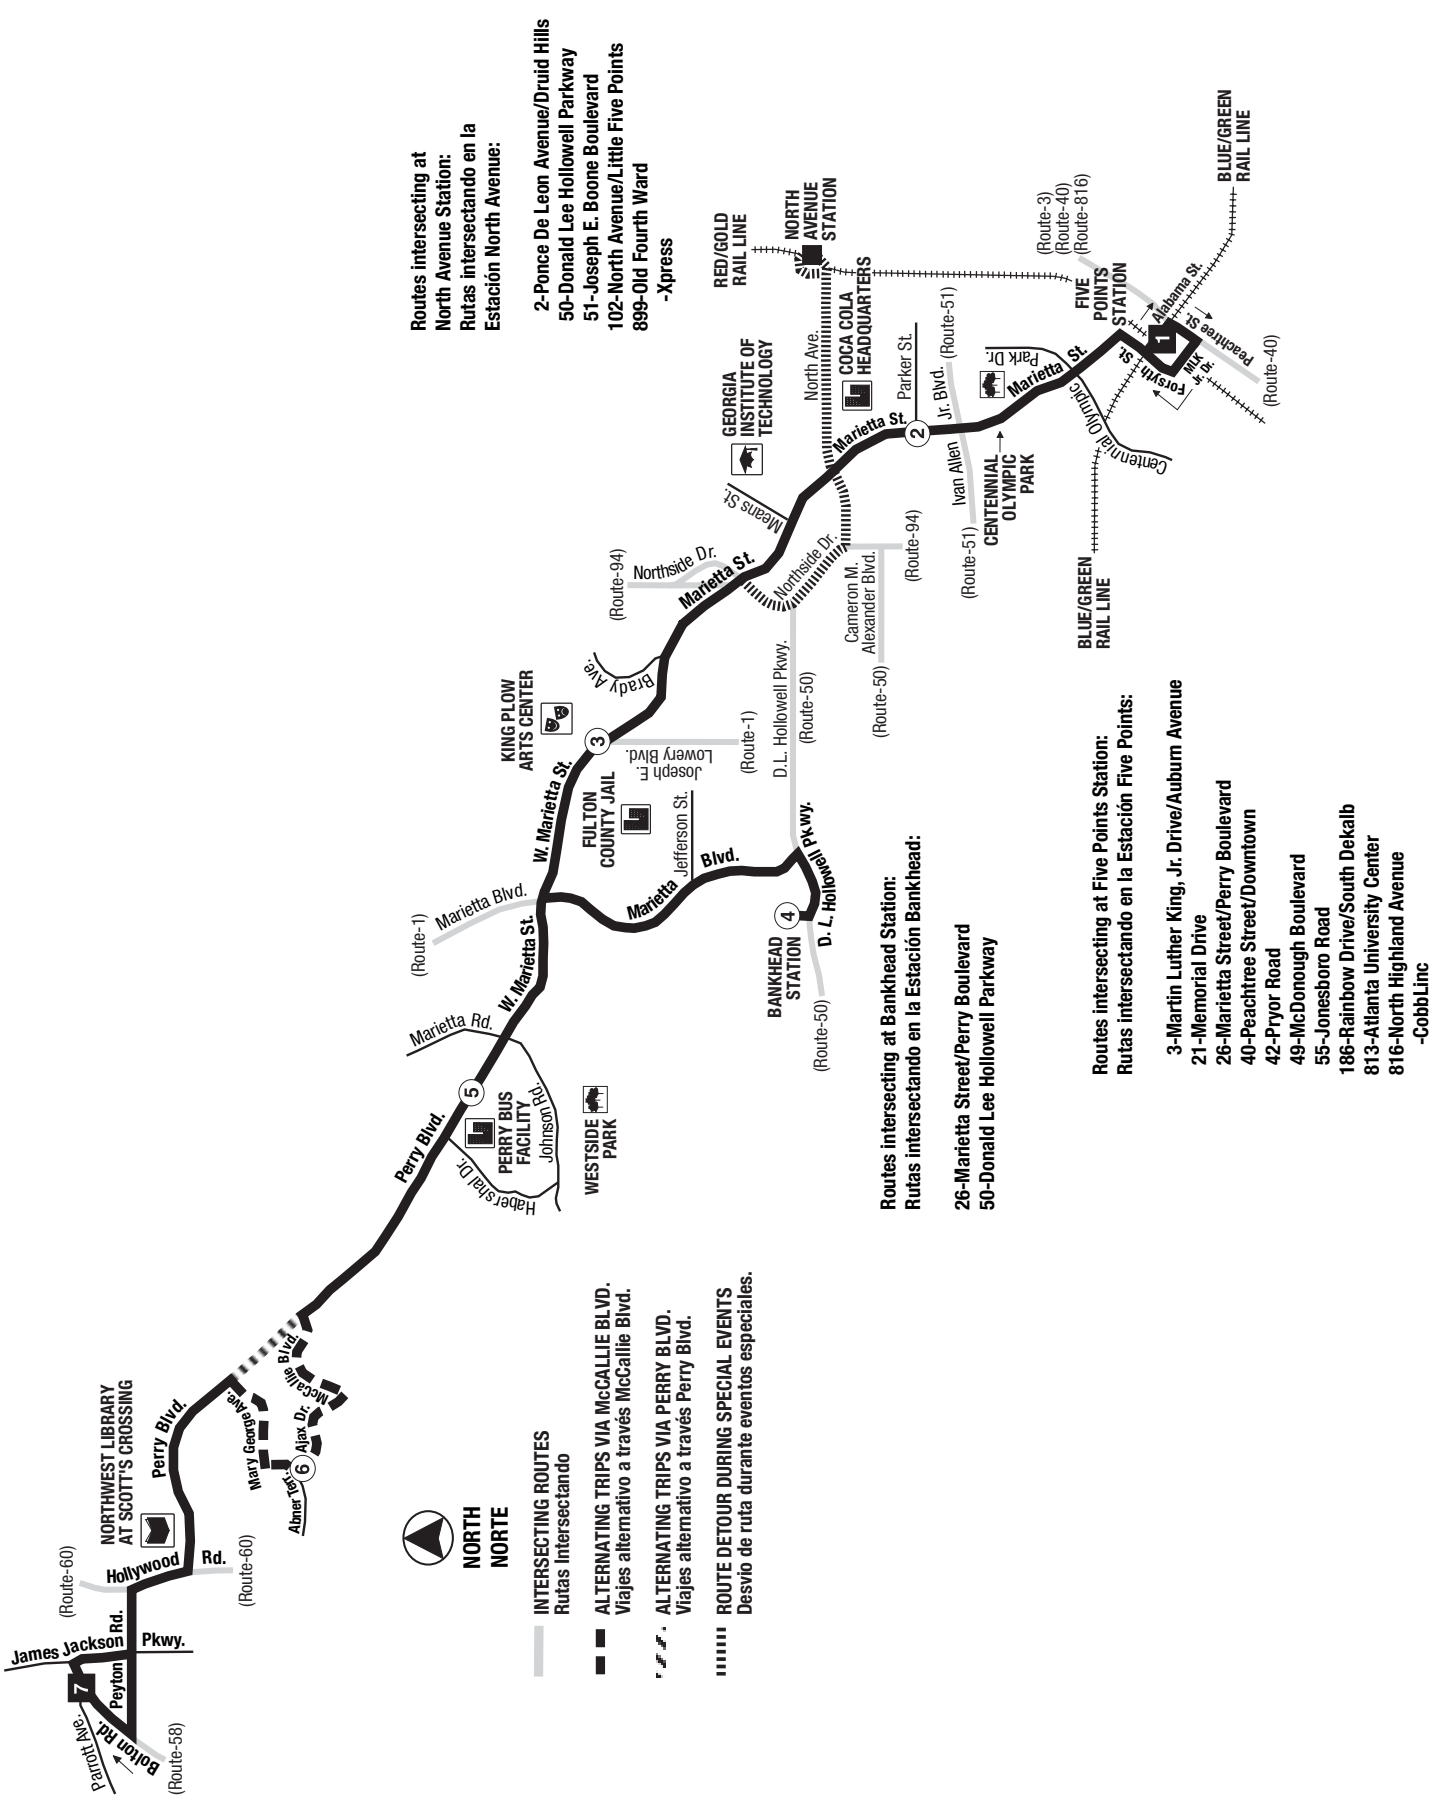 Routes intersecting at
North Avenue Station:
Rutas intersectando en la
Estación North Avenue:
2-Ponce De Leon Avenue/Druid Hills
50-Donald Lee Hollowell Parkway
51-Joseph E. Boone Boulevard
102-North Avenue/Little Five Points
899-Old Fourth Ward
-Xpress
NORTHWEST LIBRARY
AT SCOTT'S CROSSING
(Route-60)
Hollywood
Rd.
(Route-60)
James Jackson
Pkwy.
Peyton
Rd.
7
Parrott Ave.
Bolton Rd.
(Route-58)
Perry Blvd.
Mary George Ave.
McCallie Blvd.
McCallie
Ajax Dr.
6
Abner Terr.
Perry Blvd.
5
PERRY BUS
FACILITY
Habershal Dr.
Johnson Rd.
WESTSIDE
PARK
Marietta Rd.
W. Marietta St.
(Route-1)
Marietta Blvd.
W. Marietta St.
Marietta
Blvd.
Jefferson St.
FULTON
COUNTY JAIL
BANKHEAD
STATION
4
D. L. Hollowell Pkwy.
(Route-50)
KING PLOW
ARTS CENTER
3
Joseph E.
Lowery Blvd.
(Route-1)
D.L. Hollowell Pkwy.
(Route-50)
Brady Ave.
(Route-94)
Northside Dr.
Marietta St.
Northside Dr.
Cameron M.
Alexander Blvd.
(Route-50)
(Route-94)
Means St.
GEORGIA
INSTITUTE OF
TECHNOLOGY
RED/GOLD
RAIL LINE
NORTH
AVENUE
STATION
North Ave.
COCA COLA
HEADQUARTERS
Marietta St.
Parker St.
2
Ivan Allen
Jr. Blvd.
(Route-51)
(Route-51)
CENTENNIAL
OLYMPIC
PARK
Park Dr.
Marietta St.
Centennial Olympic
BLUE/GREEN
RAIL LINE
FIVE
POINTS
STATION
(Route-3)
(Route-40)
(Route-816)
BLUE/GREEN
RAIL LINE
Alabama St.
1
Forsyth
St.
MLK
Jr. Dr.
Peachtree St.
(Route-40)
NORTH
NORTE
INTERSECTING ROUTES
Rutas Intersectando
ALTERNATING TRIPS VIA McCALLIE BLVD.
Viajes alternativo a través McCallie Blvd.
ALTERNATING TRIPS VIA PERRY BLVD.
Viajes alternativo a través Perry Blvd.
ROUTE DETOUR DURING SPECIAL EVENTS
Desvio de ruta durante eventos especiales.
Routes intersecting at Bankhead Station:
Rutas intersectando en la Estación Bankhead:
26-Marietta Street/Perry Boulevard
50-Donald Lee Hollowell Parkway
Routes intersecting at Five Points Station:
Rutas intersectando en la Estación Five Points:
3-Martin Luther King, Jr. Drive/Auburn Avenue
21-Memorial Drive
26-Marietta Street/Perry Boulevard
40-Peachtree Street/Downtown
42-Pryor Road
49-McDonough Boulevard
55-Jonesboro Road
186-Rainbow Drive/South Dekalb
813-Atlanta University Center
816-North Highland Avenue
-CobbLinc